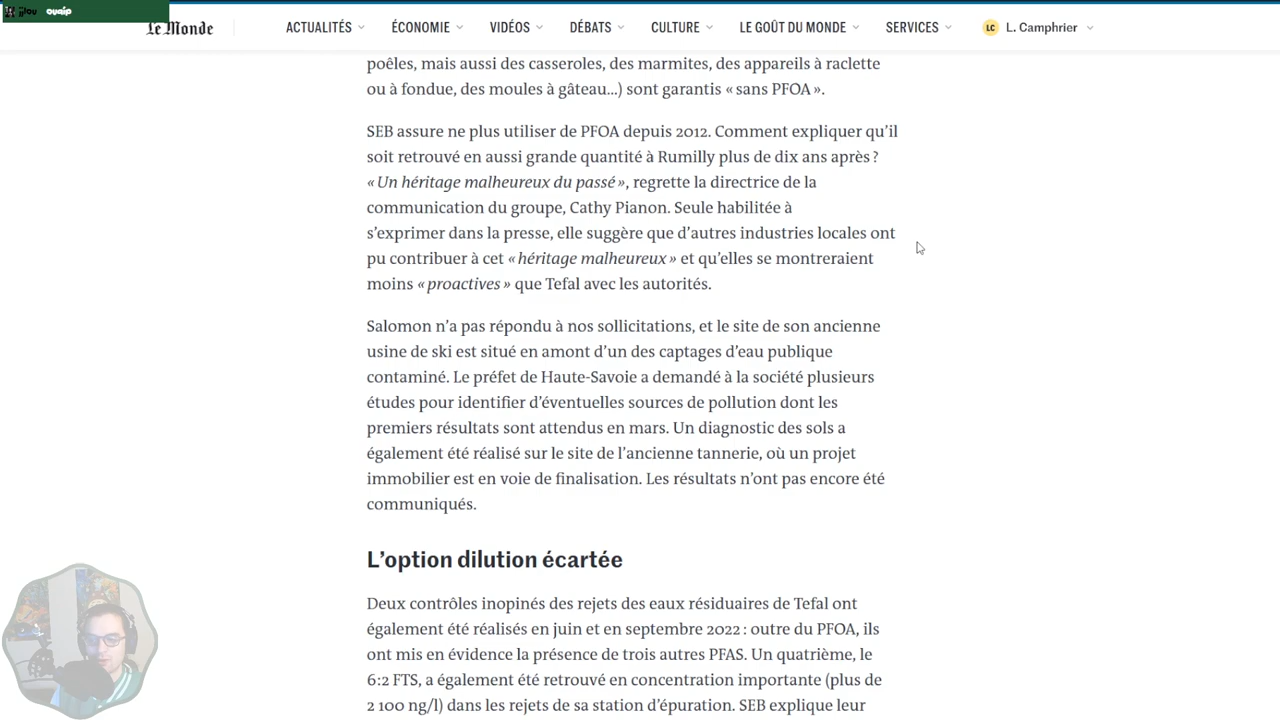 ouaip
Le Monde
ACTUALITÉS
ÉCONOMIE
VIDÉOS
DÉBATS
CULTURE
LE GOÛT DU MONDE
SERVICES
LC
L. Camphrier
poêles, mais aussi des casseroles, des marmites, des appareils à raclette
ou à fondue, des moules à gâteau…) sont garantis « sans PFOA ».
SEB assure ne plus utiliser de PFOA depuis 2012. Comment expliquer qu’il
soit retrouvé en aussi grande quantité à Rumilly plus de dix ans après ?
« Un héritage malheureux du passé », regrette la directrice de la
communication du groupe, Cathy Pianon. Seule habilitée à
s’exprimer dans la presse, elle suggère que d’autres industries locales ont
pu contribuer à cet « héritage malheureux » et qu’elles se montreraient
moins « proactives » que Tefal avec les autorités.
Salomon n’a pas répondu à nos sollicitations, et le site de son ancienne
usine de ski est situé en amont d’un des captages d’eau publique
contaminé. Le préfet de Haute-Savoie a demandé à la société plusieurs
études pour identifier d’éventuelles sources de pollution dont les
premiers résultats sont attendus en mars. Un diagnostic des sols a
également été réalisé sur le site de l’ancienne tannerie, où un projet
immobilier est en voie de finalisation. Les résultats n’ont pas encore été
communiqués.
L’option dilution écartée
Deux contrôles inopinés des rejets des eaux résiduaires de Tefal ont
également été réalisés en juin et en septembre 2022 : outre du PFOA, ils
ont mis en évidence la présence de trois autres PFAS. Un quatrième, le
6:2 FTS, a également été retrouvé en concentration importante (plus de
2 100 ng/l) dans les rejets de sa station d’épuration. SEB explique leur